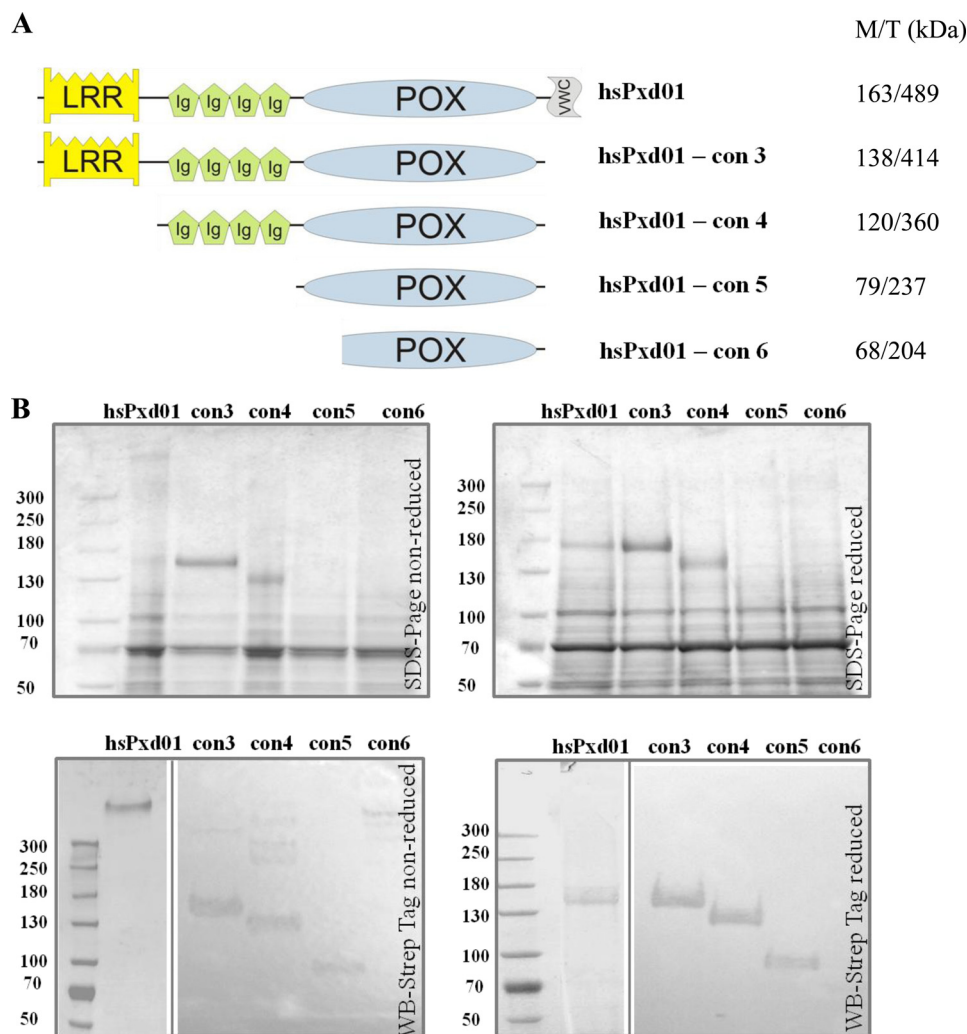 A
M/T (kDa)
LRR Ig Ig Ig Ig POX VWC hsPxd01 163/489
LRR Ig Ig Ig Ig POX hsPxd01 – con 3 138/414
Ig Ig Ig Ig POX hsPxd01 – con 4 120/360
POX hsPxd01 – con 5 79/237
POX hsPxd01 – con 6 68/204
B
hsPxd01 con3 con4 con5 con6
300
250
180
130
100
70
50
SDS-Page non-reduced
hsPxd01 con3 con4 con5 con6
300
250
180
130
100
70
50
SDS-Page reduced
hsPxd01 con3 con4 con5 con6
300
250
180
130
100
70
50
WB-Strep Tag non-reduced
hsPxd01 con3 con4 con5 con6
300
250
180
130
100
70
50
WB-Strep Tag reduced